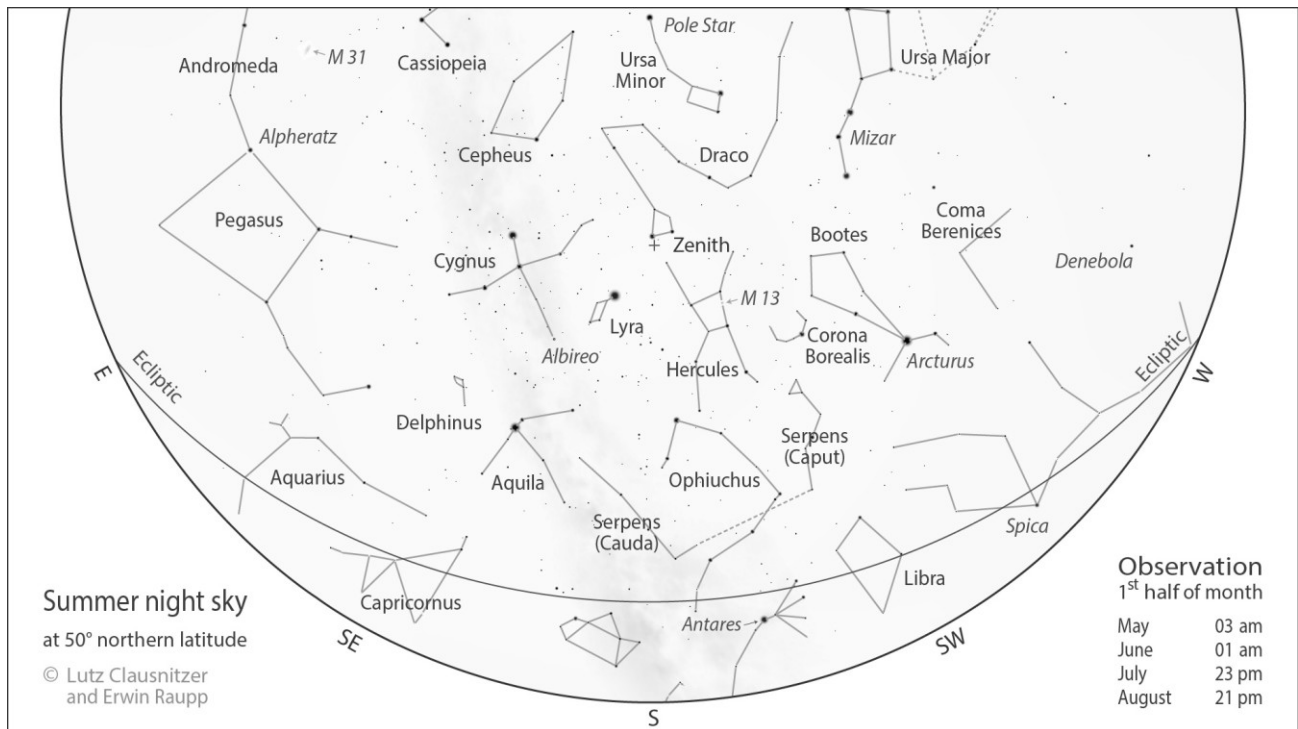 Pole Star
M 31
Andromeda
Cassiopeia
Ursa
Minor
Ursa Major
Alpheratz
Mizar
Cepheus
Draco
Pegasus
Coma
Berenices
Bootes
Zenith
Cygnus
Denebola
M 13
Lyra
Corona
Borealis
Albireo
Arcturus
Hercules
E
Ecliptic
Ecliptic
W
Delphinus
Serpens
(Caput)
Aquarius
Aquila
Ophiuchus
Serpens
(Cauda)
Spica
Libra
Capricornus
Antares
SE
SW
S
Summer night sky
at 50° northern latitude
© Lutz Clausnitzer
and Erwin Raupp
Observation
1st half of month
May 03 am
June 01 am
July 23 pm
August 21 pm